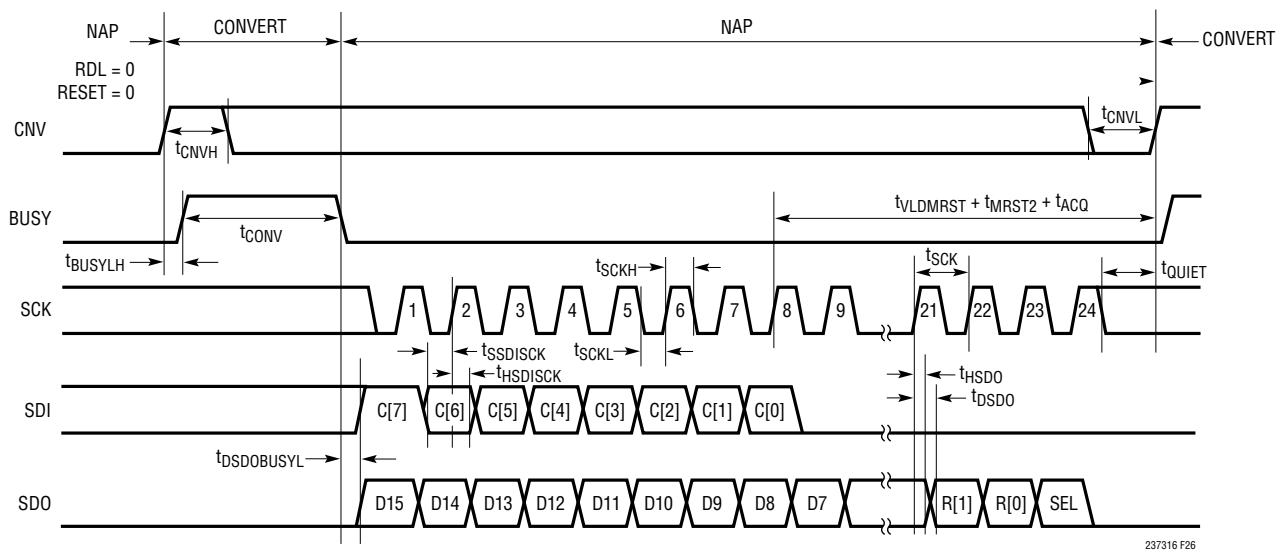 NAP CONVERT NAP CONVERT
RDL = 0
RESET = 0
CNV
tCNVH
tCNVL
BUSY
tCONV
tVLDMRST + tMRST2 + tACQ
tBUSYLH
tSCKH
tSCK
tQUIET
SCK
1 2 3 4 5 6 7 8 9 21 22 23 24
tSSDISCK
tSCKL
tHSDISCK
tHSDO
tDSDO
SDI
C[7] C[6] C[5] C[4] C[3] C[2] C[1] C[0]
tDSDOBUSYL
SDO
D15 D14 D13 D12 D11 D10 D9 D8 D7 R[1] R[0] SEL
237316 F26